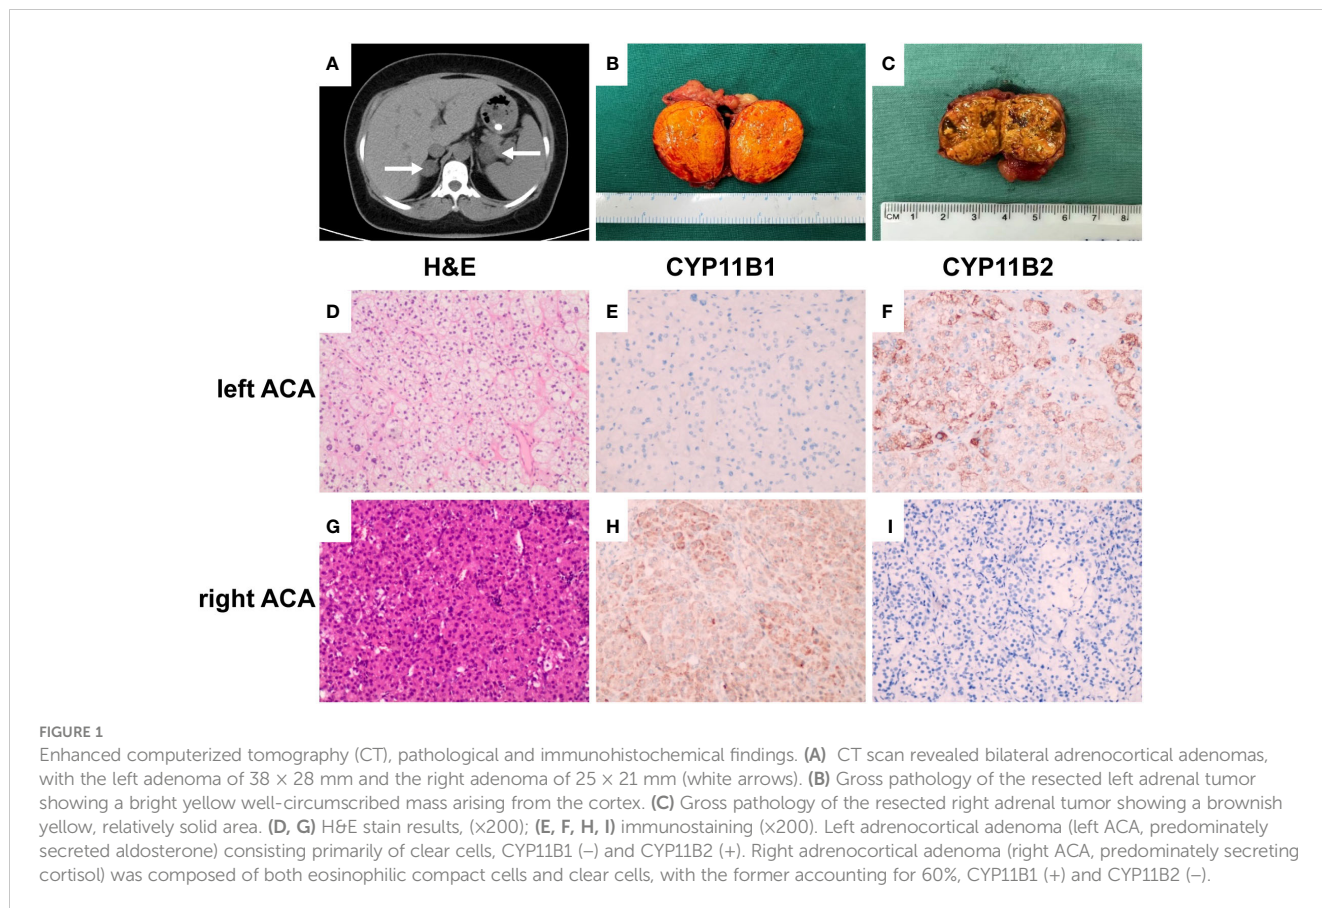 A
B
C
CM 1 2 3 4 5 6 7 8
H&E CYP11B1 CYP11B2
D
E
F
left ACA
G
H
I
right ACA
FIGURE 1
Enhanced computerized tomography (CT), pathological and immunohistochemical findings. (A) CT scan revealed bilateral adrenocortical adenomas,
with the left adenoma of 38 × 28 mm and the right adenoma of 25 × 21 mm (white arrows). (B) Gross pathology of the resected left adrenal tumor
showing a bright yellow well-circumscribed mass arising from the cortex. (C) Gross pathology of the resected right adrenal tumor showing a brownish
yellow, relatively solid area. (D, G) H&E stain results, (×200); (E, F, H, I) immunostaining (×200). Left adrenocortical adenoma (left ACA, predominately
secreted aldosterone) consisting primarily of clear cells, CYP11B1 (–) and CYP11B2 (+). Right adrenocortical adenoma (right ACA, predominately secreting
cortisol) was composed of both eosinophilic compact cells and clear cells, with the former accounting for 60%, CYP11B1 (+) and CYP11B2 (–).